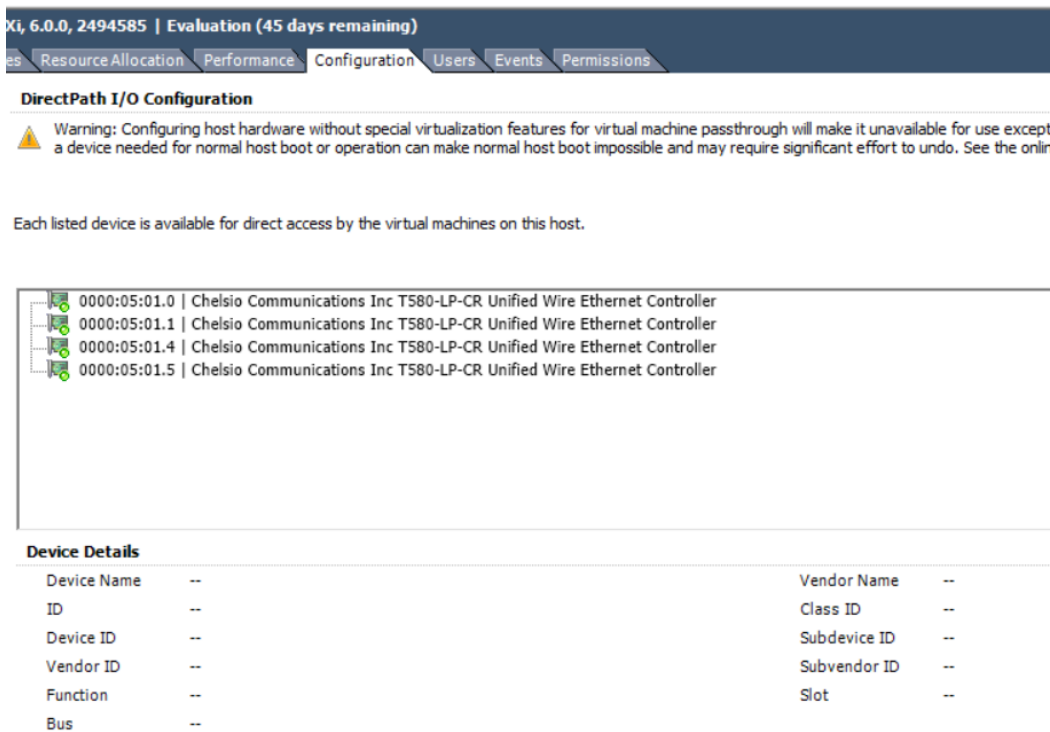 Xi, 6.0.0, 2494585 | Evaluation (45 days remaining)
es Resource Allocation Performance Configuration Users Events Permissions
DirectPath I/O Configuration
Warning: Configuring host hardware without special virtualization features for virtual machine passthrough will make it unavailable for use except
a device needed for normal host boot or operation can make normal host boot impossible and may require significant effort to undo. See the onlin
Each listed device is available for direct access by the virtual machines on this host.
0000:05:01.0 | Chelsio Communications Inc T580-LP-CR Unified Wire Ethernet Controller
0000:05:01.1 | Chelsio Communications Inc T580-LP-CR Unified Wire Ethernet Controller
0000:05:01.4 | Chelsio Communications Inc T580-LP-CR Unified Wire Ethernet Controller
0000:05:01.5 | Chelsio Communications Inc T580-LP-CR Unified Wire Ethernet Controller
Device Details
Device Name -- Vendor Name --
ID -- Class ID --
Device ID -- Subdevice ID --
Vendor ID -- Subvendor ID --
Function -- Slot --
Bus --